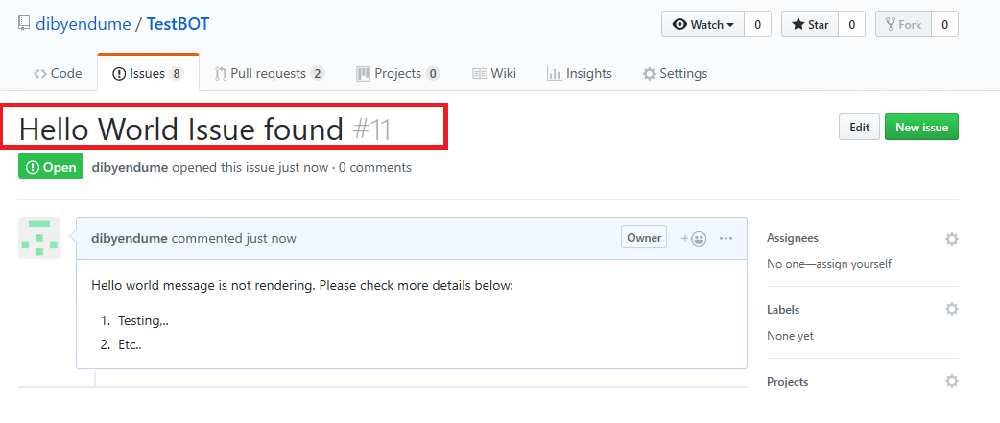 dibyendume / TestBOT
Watch 0 Star 0 Fork 0
Code Issues 8 Pull requests 2 Projects 0 Wiki Insights Settings
Hello World Issue found #11
Edit New issue
Open dibyendume opened this issue just now · 0 comments
dibyendume commented just now Owner + ···
Hello world message is not rendering. Please check more details below:
1. Testing,..
2. Etc..
Assignees
No one—assign yourself
Labels
None yet
Projects